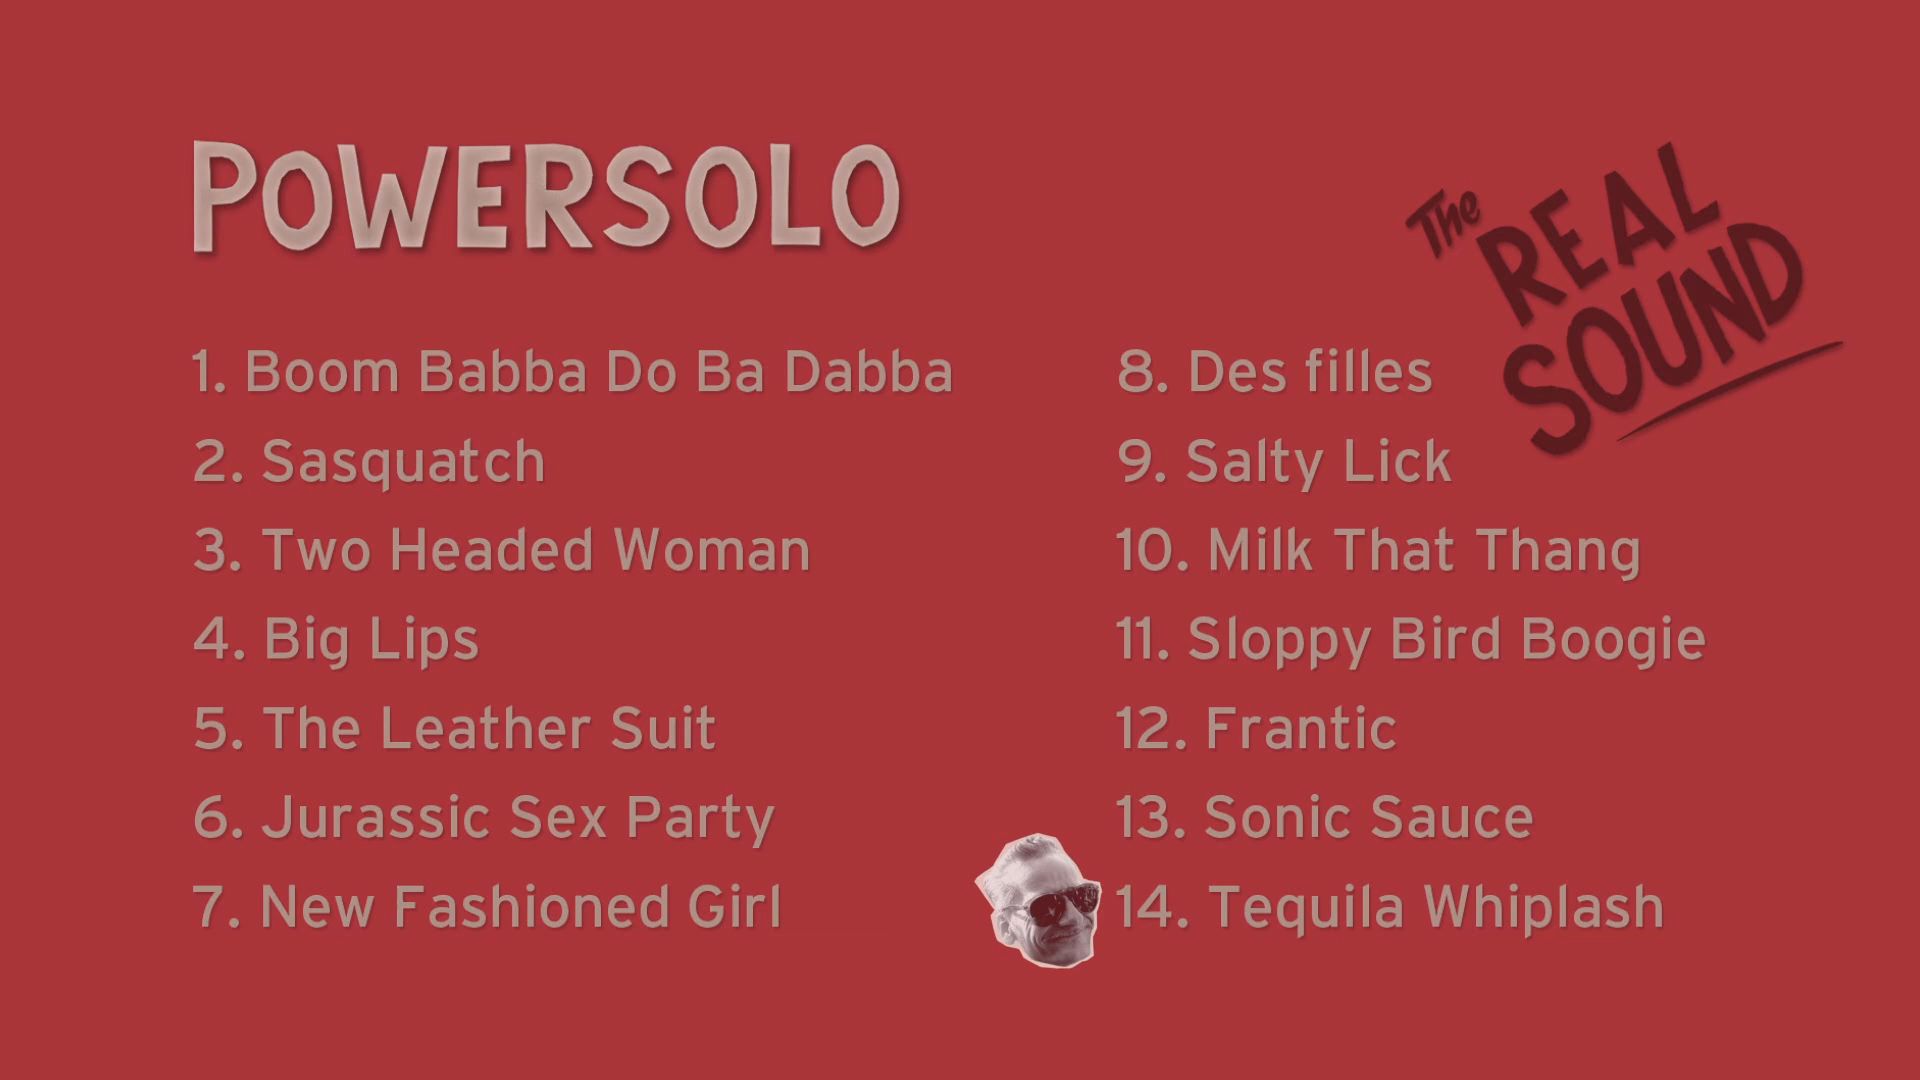 POWERSOLO
The
REAL
SOUND
1. Boom Babba Do Ba Dabba
2. Sasquatch
3. Two Headed Woman
4. Big Lips
5. The Leather Suit
6. Jurassic Sex Party
7. New Fashioned Girl
8. Des filles
9. Salty Lick
10. Milk That Thang
11. Sloppy Bird Boogie
12. Frantic
13. Sonic Sauce
14. Tequila Whiplash